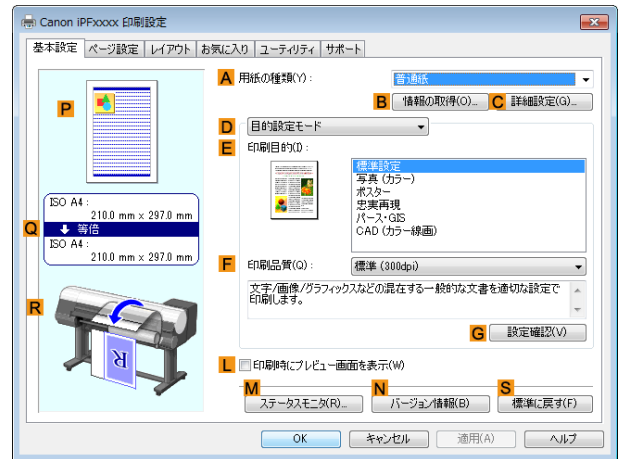 Canon iPFxxxx 印刷設定
基本設定 ページ設定 レイアウト お気に入り ユーティリティ サポート
A 用紙の種類(Y)： 普通紙
B 情報の取得(O)... C 詳細設定(G)...
P
D 目的設定モード
E 印刷目的(I)：
標準設定
写真 (カラー)
ポスター
忠実再現
パース・GIS
CAD (カラー線画)
ISO A4 :
210.0 mm x 297.0 mm
Q 等倍
ISO A4 :
210.0 mm x 297.0 mm
F 印刷品質(Q)： 標準 (300dpi)
文字/画像/グラフィックスなどの混在する一般的な文書を適切な設定で
印刷します。
R
G 設定確認(V)
R
L 印刷時にプレビュー画面を表示(W)
M N S
ステータスモニタ(R)... バージョン情報(B) 標準に戻す(F)
OK キャンセル 適用(A) ヘルプ